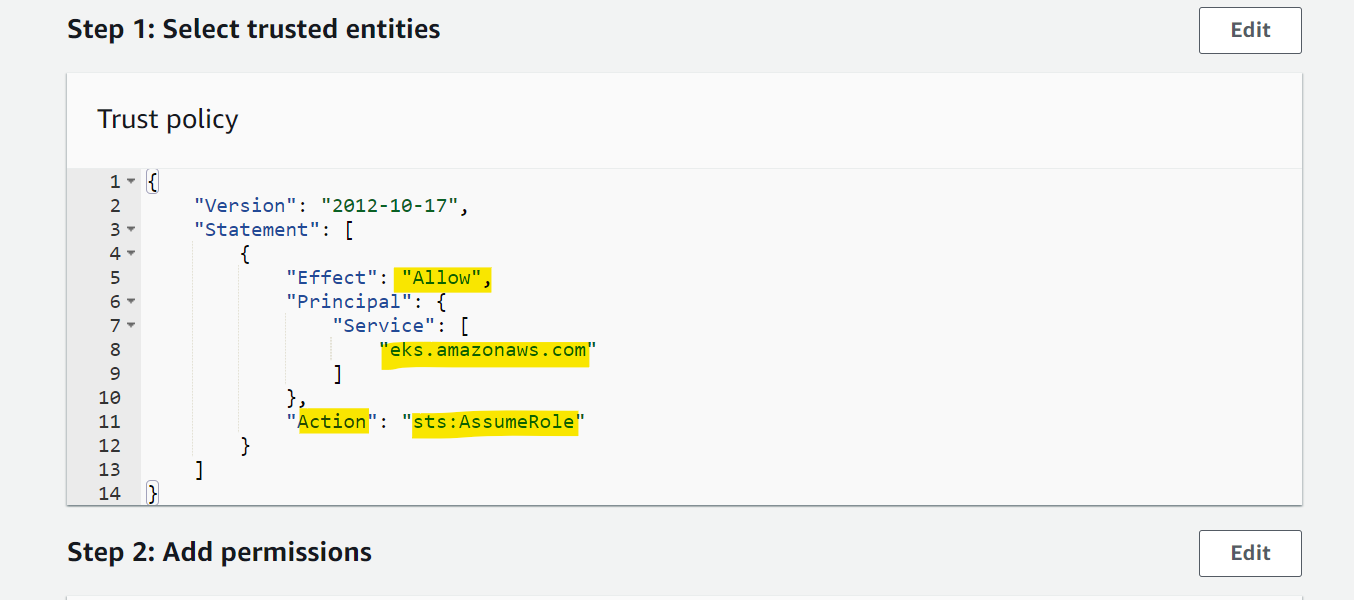 Step 1: Select trusted entities
Edit
Trust policy
1 {
2 "Version": "2012-10-17",
3 "Statement": [
4 {
5 "Effect": "Allow",
6 "Principal": {
7 "Service": [
8 "eks.amazonaws.com"
9 ]
10 },
11 "Action": "sts:AssumeRole"
12 }
13 ]
14 }
Step 2: Add permissions
Edit